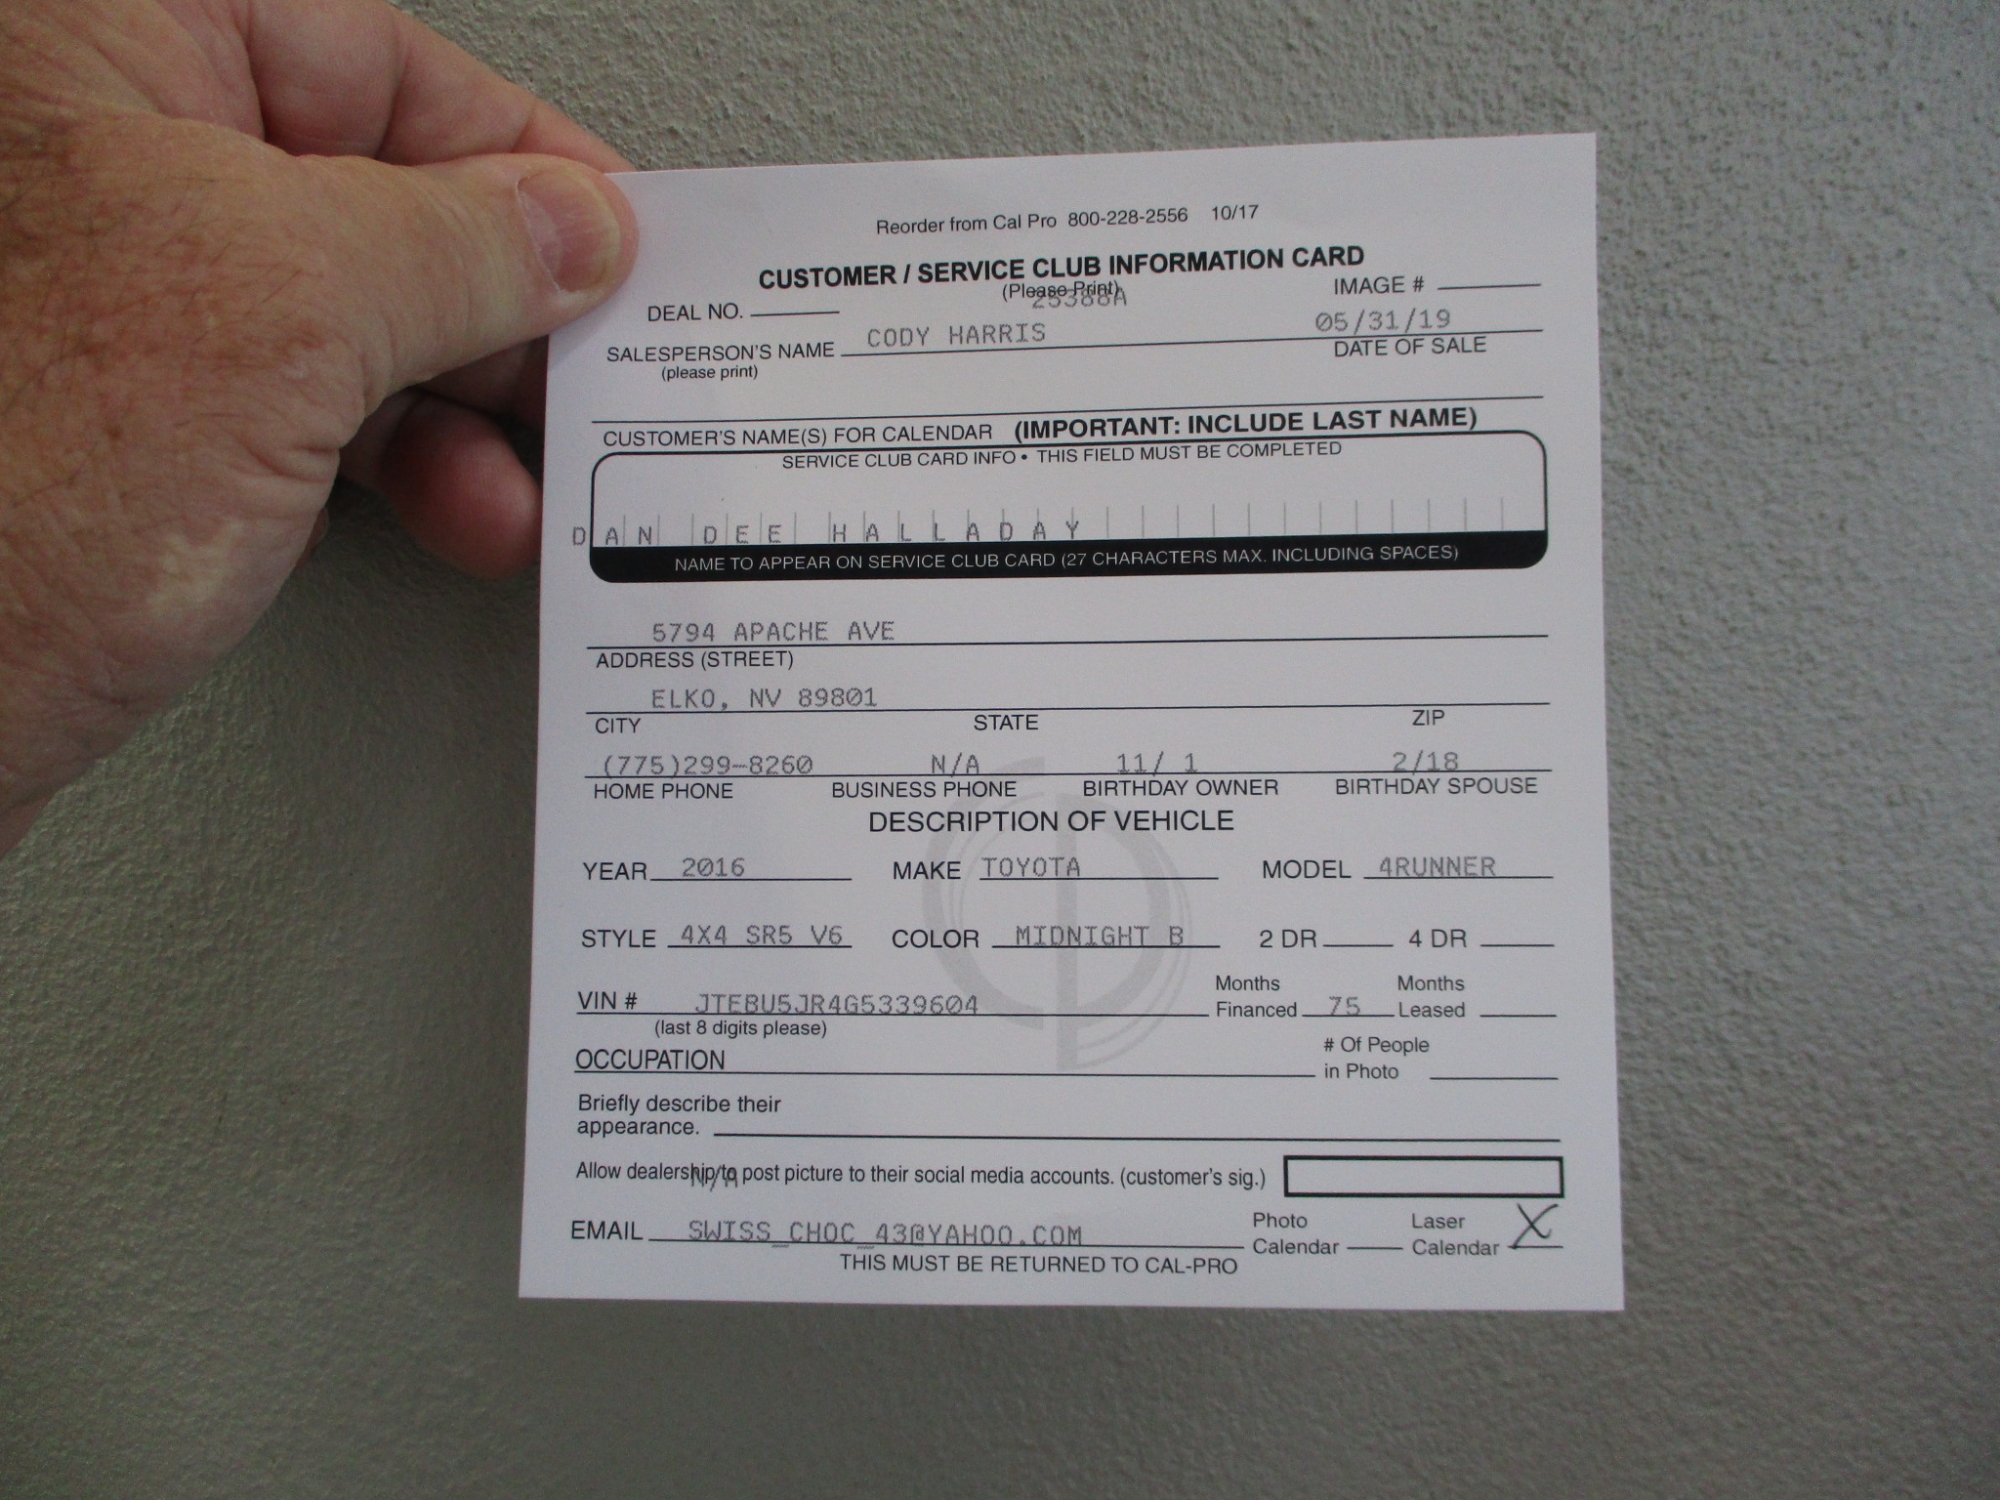 Reorder from Cal Pro 800-228-2556 10/17
CUSTOMER / SERVICE CLUB INFORMATION CARD
(Please Print)
25388A
DEAL NO. IMAGE #
CODY HARRIS 05/31/19
SALESPERSON'S NAME DATE OF SALE
(please print)
CUSTOMER'S NAME(S) FOR CALENDAR (IMPORTANT: INCLUDE LAST NAME)
SERVICE CLUB CARD INFO • THIS FIELD MUST BE COMPLETED
DAN DEE HALLADAY
NAME TO APPEAR ON SERVICE CLUB CARD (27 CHARACTERS MAX. INCLUDING SPACES)
5794 APACHE AVE
ADDRESS (STREET)
ELKO, NV 89801
CITY STATE ZIP
(775)299-8260 N/A 11/ 1 2/18
HOME PHONE BUSINESS PHONE BIRTHDAY OWNER BIRTHDAY SPOUSE
DESCRIPTION OF VEHICLE
YEAR 2016 MAKE TOYOTA MODEL 4RUNNER
STYLE 4X4 SR5 V6 COLOR MIDNIGHT B 2 DR 4 DR
Months Months
VIN # JTEBU5JR4G5339604 Financed 75 Leased
(last 8 digits please)
# Of People
OCCUPATION
in Photo
Briefly describe their
appearance.
Allow dealership to post picture to their social media accounts. (customer's sig.)
N/A
Photo Laser
EMAIL SWISS_CHOC_43@YAHOO.COM Calendar Calendar X
THIS MUST BE RETURNED TO CAL-PRO